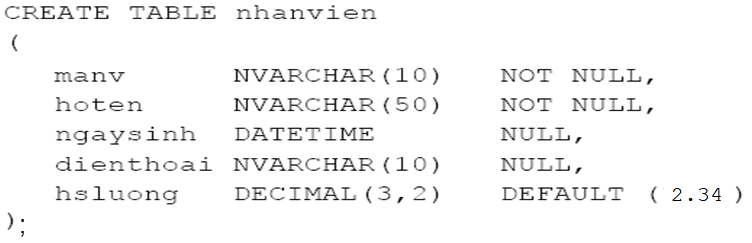 CREATE TABLE nhanvien
(
manv NVARCHAR(10) NOT NULL,
hoten NVARCHAR(50) NOT NULL,
ngaysinh DATETIME NULL,
dienthoai NVARCHAR(10) NULL,
hsluong DECIMAL(3,2) DEFAULT ( 2.34 )
);